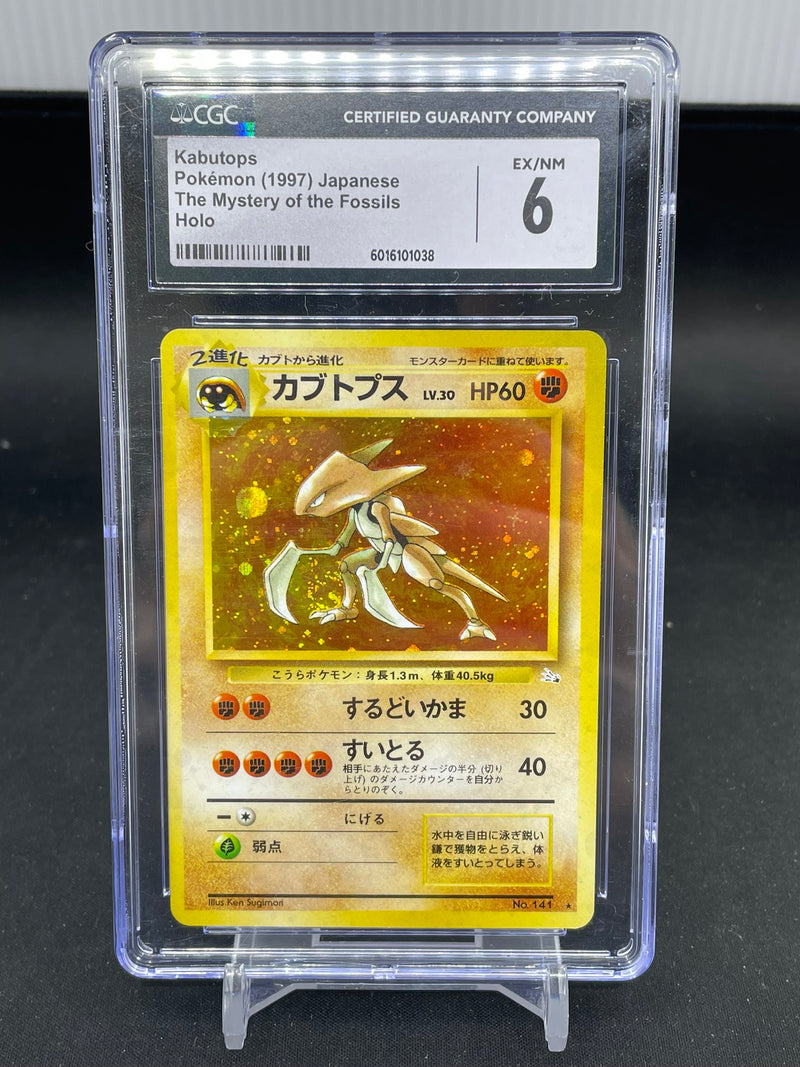 CGC
CERTIFIED GUARANTY COMPANY
Kabutops
Pokémon (1997) Japanese
The Mystery of the Fossils
Holo
EX/NM
6
6016101038
2進化 カブトから進化 モンスターカードに重ねて使います。
カブトプス LV.30 HP60
こうらポケモン：身長1.3m、体重40.5kg
するどいかま 30
すいとる 40
相手にあたえたダメージの半分 (切り
上げ) のダメージカウンターを自分か
らとりのぞく。
ー にげる
弱点
水中を自由に泳ぎ鋭い
鎌で獲物をとらえ、体
液をすいとってしまう。
Illus. Ken Sugimori
No. 141 ★